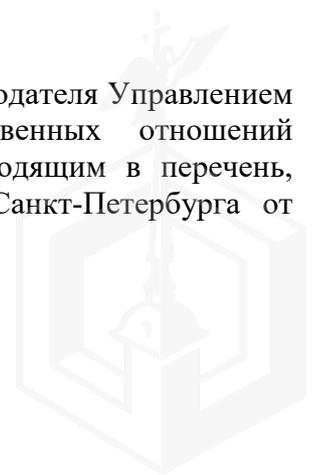 одателя Управлением
венных отношений
одящим в перечень,
Санкт-Петербурга от